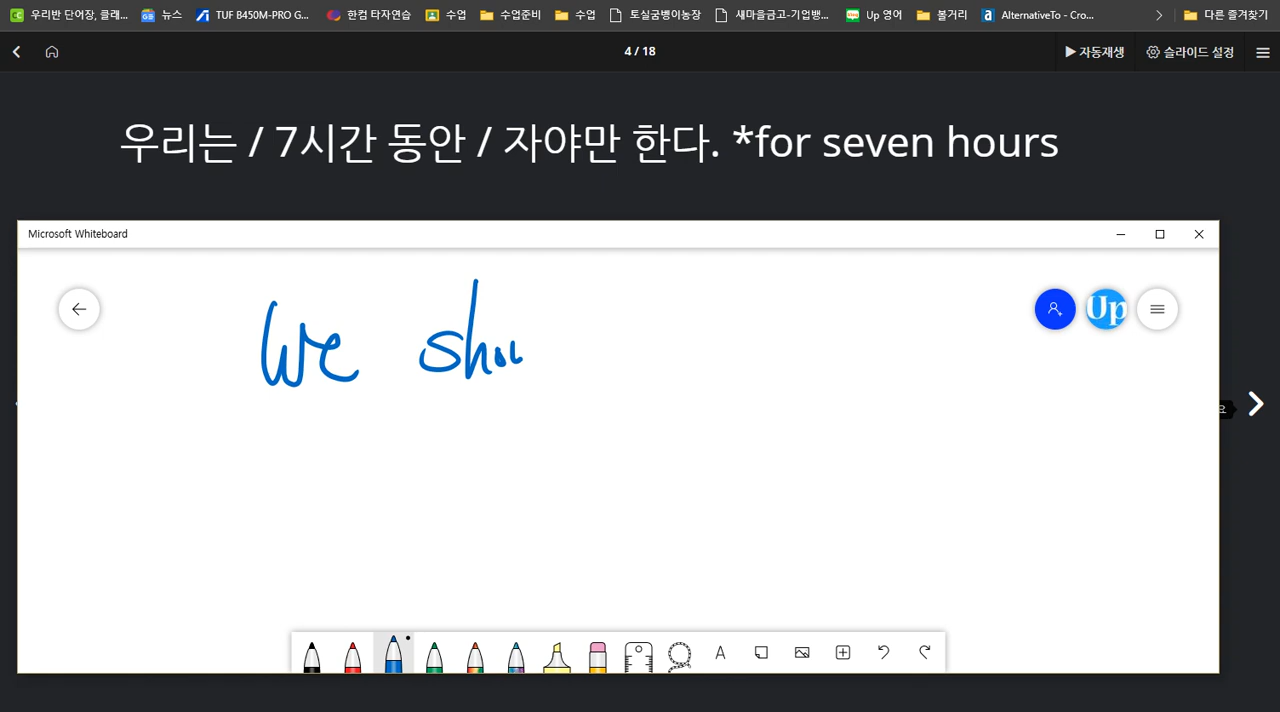 우리반 단어장, 클래... 뉴스 TUF B450M-PRO G... 한컴 타자연습 수업 수업준비 수업 토실굼벵이농장 새마을금고-기업뱅... Up 영어 볼거리 AlternativeTo - Cro... 다른 즐겨찾기
4 / 18 자동재생 슬라이드 설정
우리는 / 7시간 동안 / 자야만 한다. *for seven hours
Microsoft Whiteboard
Up
We shou
요